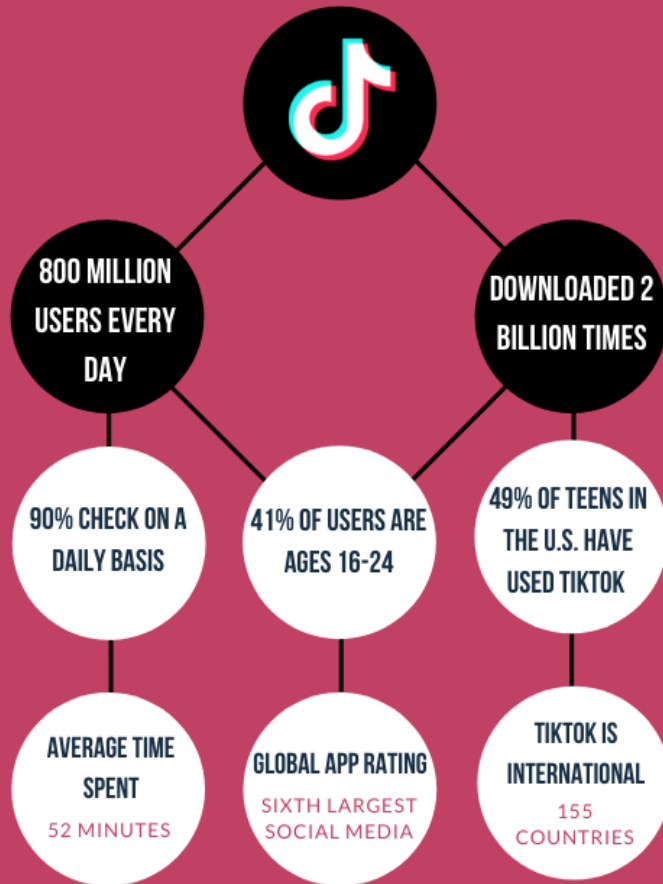 800 MILLION
USERS EVERY
DAY
DOWNLOADED 2
BILLION TIMES
90% CHECK ON A
DAILY BASIS
41% OF USERS ARE
AGES 16-24
49% OF TEENS IN
THE U.S. HAVE
USED TIKTOK
AVERAGE TIME
SPENT
52 MINUTES
GLOBAL APP RATING
SIXTH LARGEST
SOCIAL MEDIA
TIKTOK IS
INTERNATIONAL
155
COUNTRIES